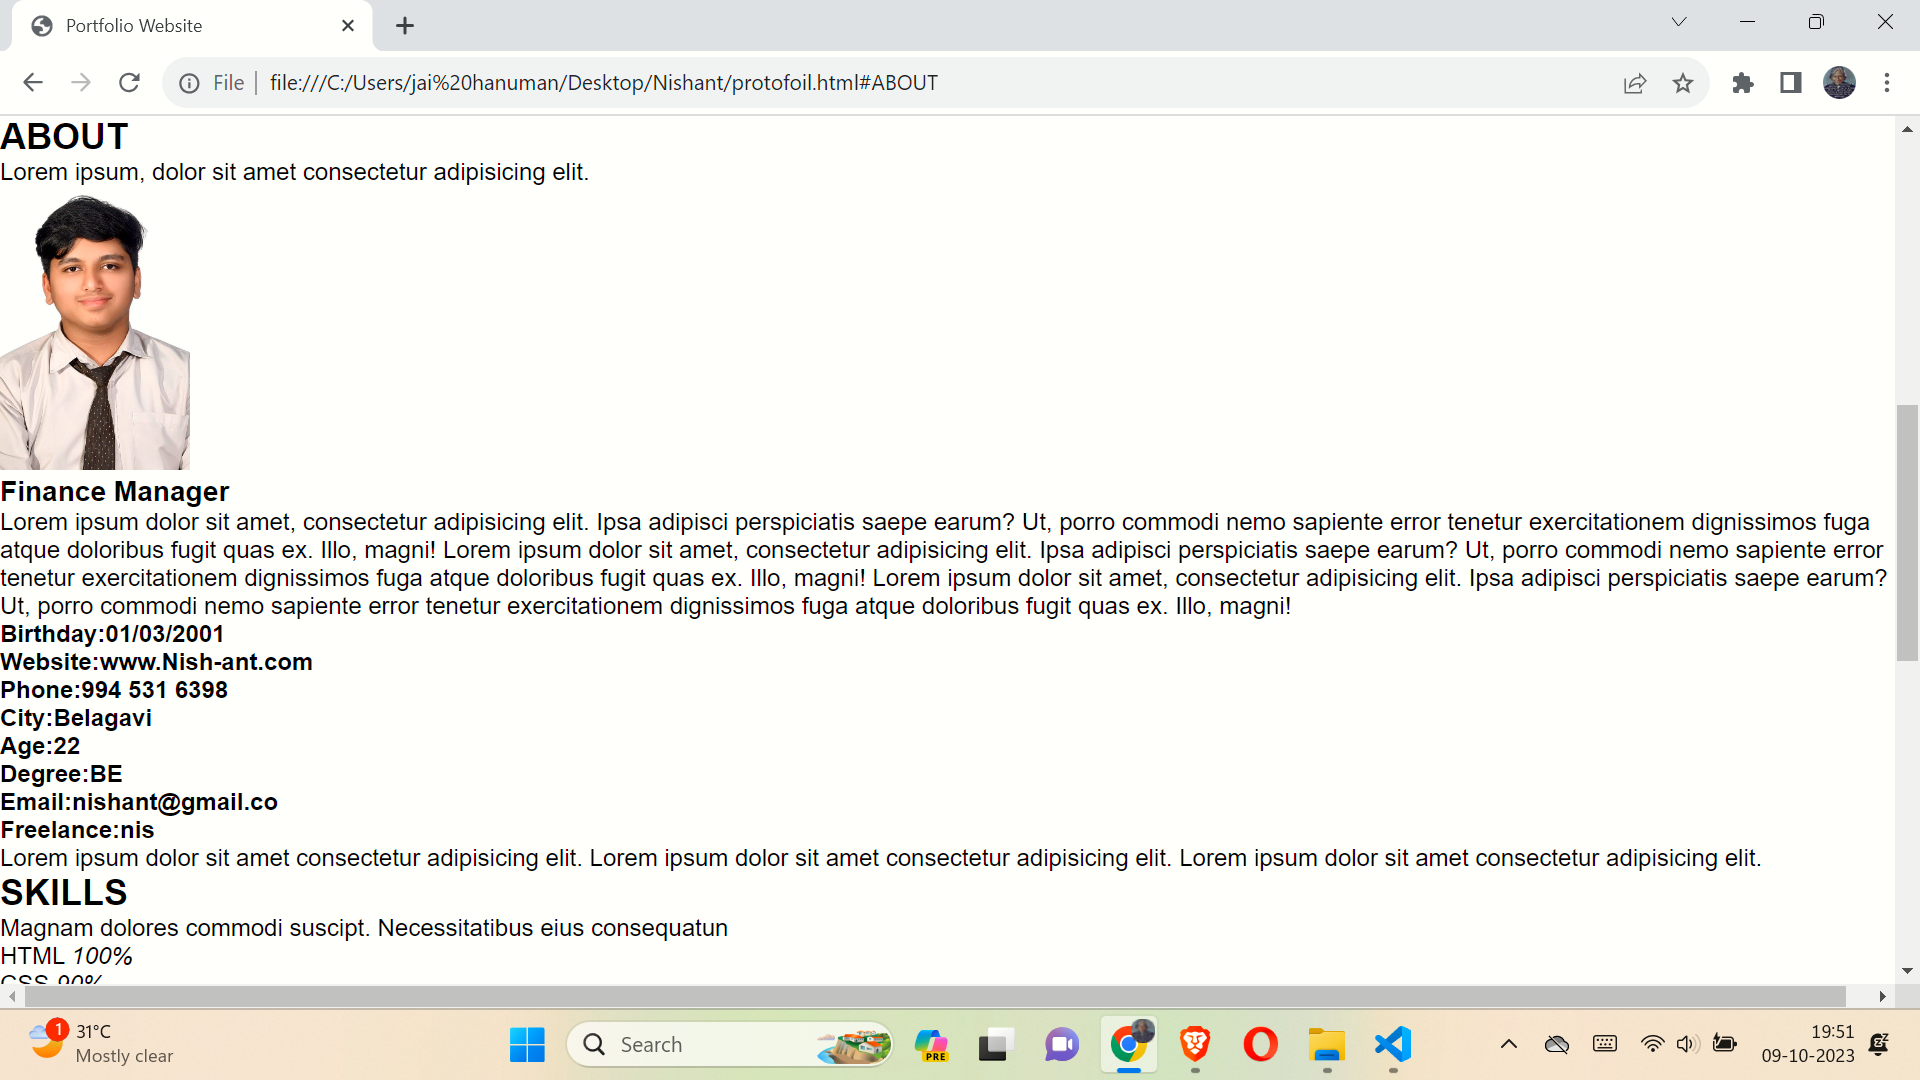 Portfolio Website
File
file:///C:/Users/jai%20hanuman/Desktop/Nishant/protofoil.html#ABOUT
ABOUT
Lorem ipsum, dolor sit amet consectetur adipisicing elit.
Finance Manager
Lorem ipsum dolor sit amet, consectetur adipisicing elit. Ipsa adipisci perspiciatis saepe earum? Ut, porro commodi nemo sapiente error tenetur exercitationem dignissimos fuga
atque doloribus fugit quas ex. Illo, magni! Lorem ipsum dolor sit amet, consectetur adipisicing elit. Ipsa adipisci perspiciatis saepe earum? Ut, porro commodi nemo sapiente error
tenetur exercitationem dignissimos fuga atque doloribus fugit quas ex. Illo, magni! Lorem ipsum dolor sit amet, consectetur adipisicing elit. Ipsa adipisci perspiciatis saepe earum?
Ut, porro commodi nemo sapiente error tenetur exercitationem dignissimos fuga atque doloribus fugit quas ex. Illo, magni!
Birthday:01/03/2001
Website:www.Nish-ant.com
Phone:994 531 6398
City:Belagavi
Age:22
Degree:BE
Email:nishant@gmail.co
Freelance:nis
Lorem ipsum dolor sit amet consectetur adipisicing elit. Lorem ipsum dolor sit amet consectetur adipisicing elit. Lorem ipsum dolor sit amet consectetur adipisicing elit.
SKILLS
Magnam dolores commodi suscipt. Necessitatibus eius consequatun
HTML 100%
CSS 90%
1
31°C
Mostly clear
Search
PRE
19:51
09-10-2023